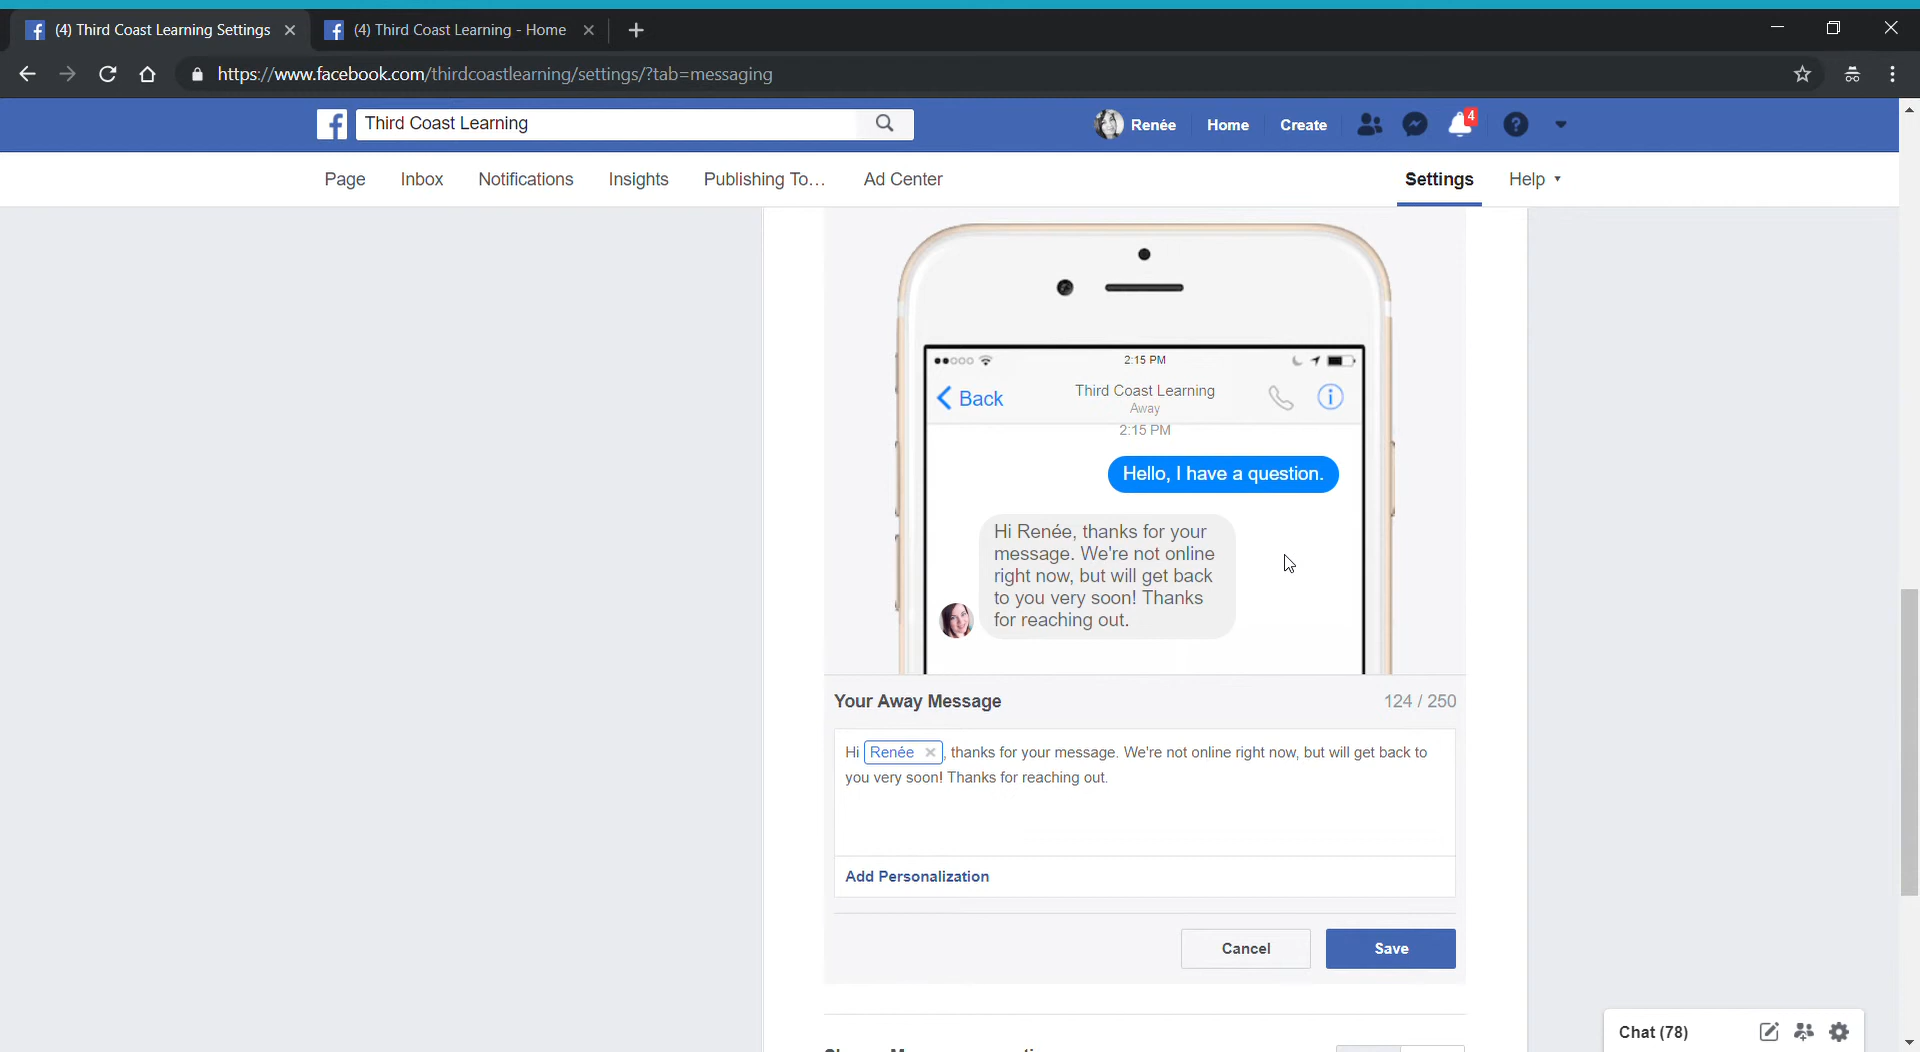 (4) Third Coast Learning Settings
(4) Third Coast Learning - Home
https://www.facebook.com/thirdcoastlearning/settings/?tab=messaging
Third Coast Learning
Renée
Home
Create
4
Page
Inbox
Notifications
Insights
Publishing To...
Ad Center
Settings
Help
2:15 PM
Back
Third Coast Learning
Away
2:15 PM
Hello, I have a question.
Hi Renée, thanks for your
message. We're not online
right now, but will get back
to you very soon! Thanks
for reaching out.
Your Away Message
124 / 250
Hi Renée , thanks for your message. We're not online right now, but will get back to
you very soon! Thanks for reaching out.
Add Personalization
Cancel
Save
Chat (78)